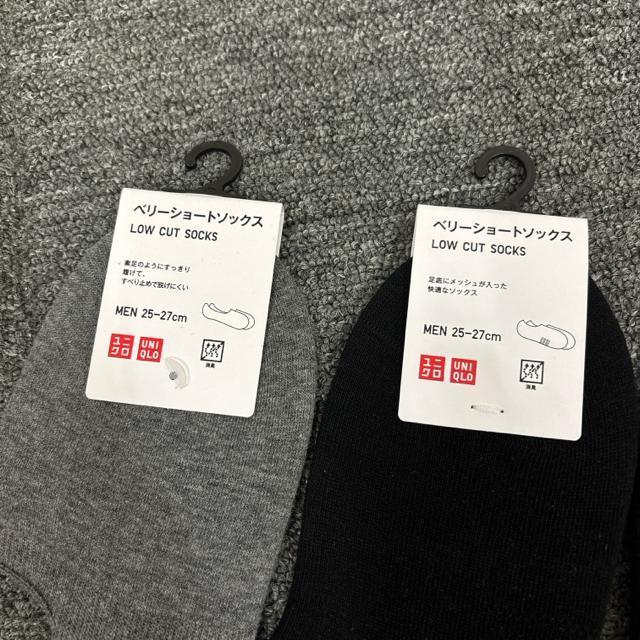 ベリーショートソックス
LOW CUT SOCKS
素足のようにすっきり
履けて、
すべり止めで脱げにくい
MEN 25-27cm
ユニ
クロ
UNI
QLO
消臭
ベリーショートソックス
LOW CUT SOCKS
足底にメッシュが入った
快適なソックス
MEN 25-27cm
ユニ
クロ
UNI
QLO
消臭